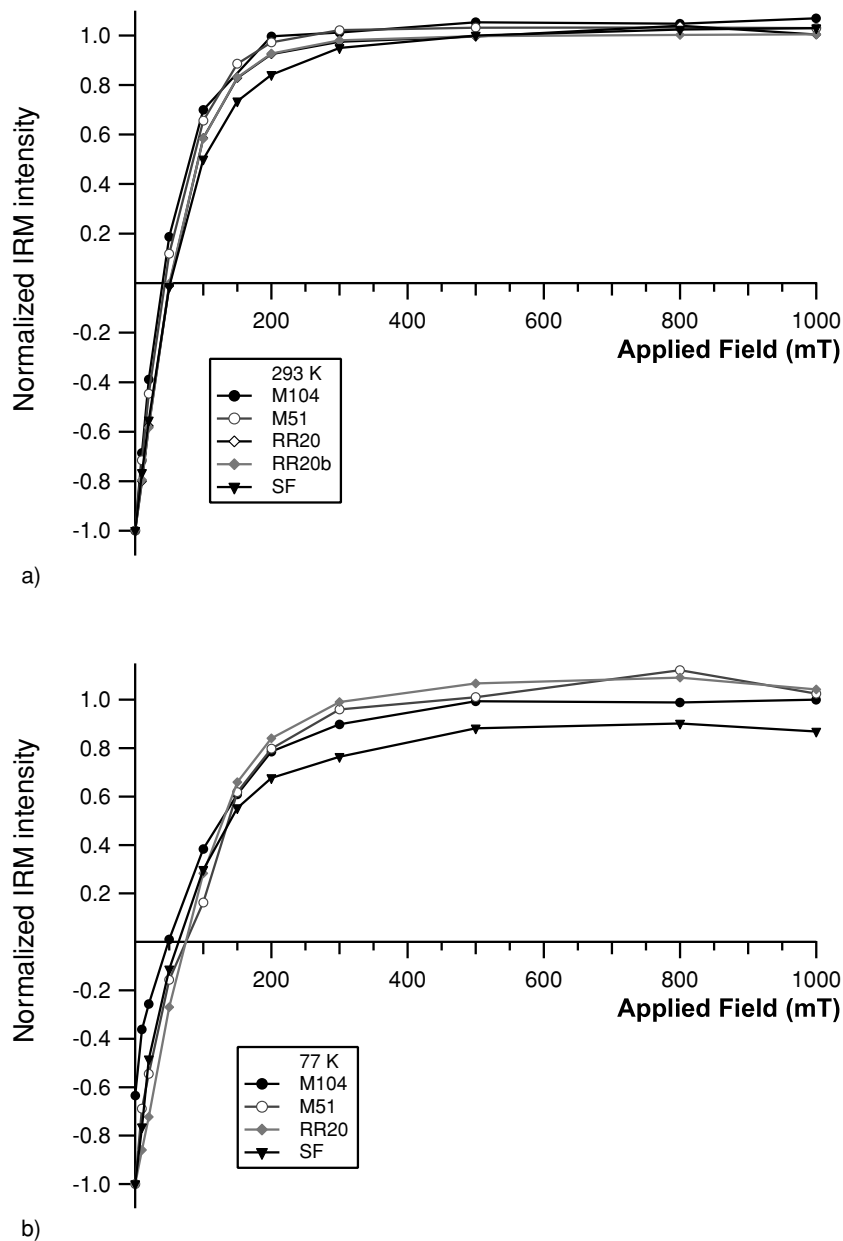 Normalized IRM intensity
1.0
0.8
0.6
0.4
0.2
-0.2
-0.4
-0.6
-0.8
-1.0
200 400 600 800 1000
Applied Field (mT)
293 K
M104
M51
RR20
RR20b
SF
a)
Normalized IRM intensity
1.0
0.8
0.6
0.4
0.2
-0.2
-0.4
-0.6
-0.8
-1.0
200 400 600 800 1000
Applied Field (mT)
77 K
M104
M51
RR20
SF
b)